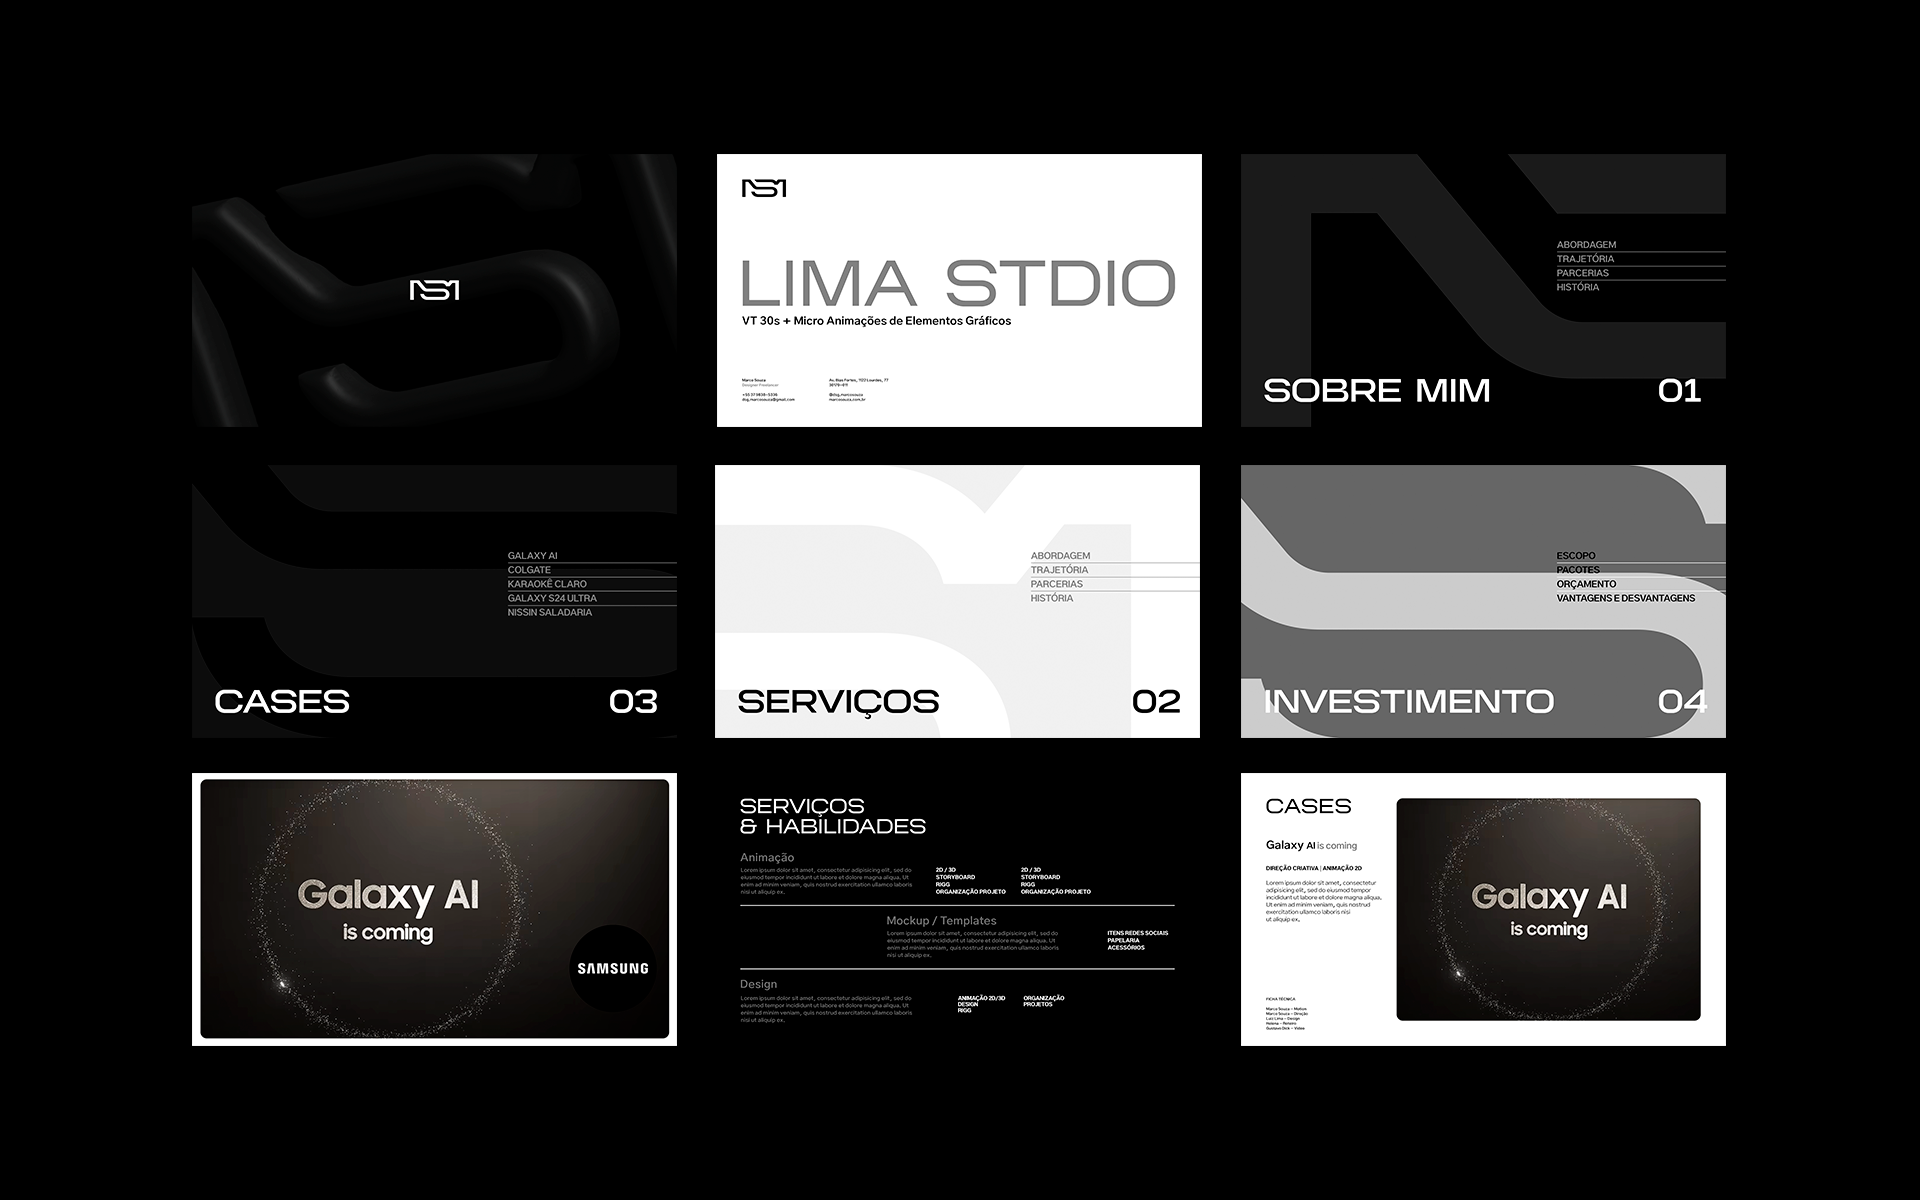 LIMA STDIO
VT 30s + Micro Animações de Elementos Gráficos
Marco Souza
Designer Freelancer
dsg.marcosouza@gmail.com
Av. Bias Fortes, 1123 Lourdes, 77
30170-011
@dsg.marcosouza
marcosouza.com.br
ABORDAGEM
TRAJETÓRIA
PARCERIAS
HISTÓRIA
SOBRE MIM
01
GALAXY AI
COLGATE
KARAOKÊ CLARO
GALAXY S24 ULTRA
NISSIN SALADARIA
CASES
03
ABORDAGEM
TRAJETÓRIA
PARCERIAS
HISTÓRIA
SERVIÇOS
02
ESCOPO
PACOTES
ORÇAMENTO
VANTAGENS E DESVANTAGENS
INVESTIMENTO
04
Galaxy AI
is coming
SAMSUNG
SERVIÇOS
& HABILIDADES
Animação
Lorem ipsum dolor sit amet, consectetur adipisicing elit, sed do
eiusmod tempor incididunt ut labore et dolore magna aliqua. Ut
enim ad minim veniam, quis nostrud exercitation ullamco laboris
nisi ut aliquip ex.
2D / 3D
STORYBOARD
RIGG
ORGANIZAÇÃO PROJETO
2D / 3D
STORYBOARD
RIGG
ORGANIZAÇÃO PROJETO
Mockup / Templates
Lorem ipsum dolor sit amet, consectetur adipisicing elit, sed do
eiusmod tempor incididunt ut labore et dolore magna aliqua. Ut
enim ad minim veniam, quis nostrud exercitation ullamco laboris
nisi ut aliquip ex.
ITENS REDES SOCIAIS
PAPELARIA
ACESSÓRIOS
Design
Lorem ipsum dolor sit amet, consectetur adipisicing elit, sed do
eiusmod tempor incididunt ut labore et dolore magna aliqua. Ut
enim ad minim veniam, quis nostrud exercitation ullamco laboris
nisi ut aliquip ex.
ANIMAÇÃO 2D/3D
DESIGN
RIGG
ORGANIZAÇÃO
PROJETOS
CASES
Galaxy AI is coming
DIREÇÃO CRIATIVA | ANIMAÇÃO 2D
Lorem ipsum dolor sit amet, consectetur
adipisicing elit, sed do eiusmod tempor
incididunt ut labore et dolore magna aliqua.
Ut enim ad minim veniam, quis nostrud
exercitation ullamco laboris nisi
ut aliquip ex.
FICHA TÉCNICA
Marco Souza - Motion
Marco Souza - Direção
Luiz Lima - Design
Helena - Roteiro
Gustavo Dick - Video
Galaxy AI
is coming